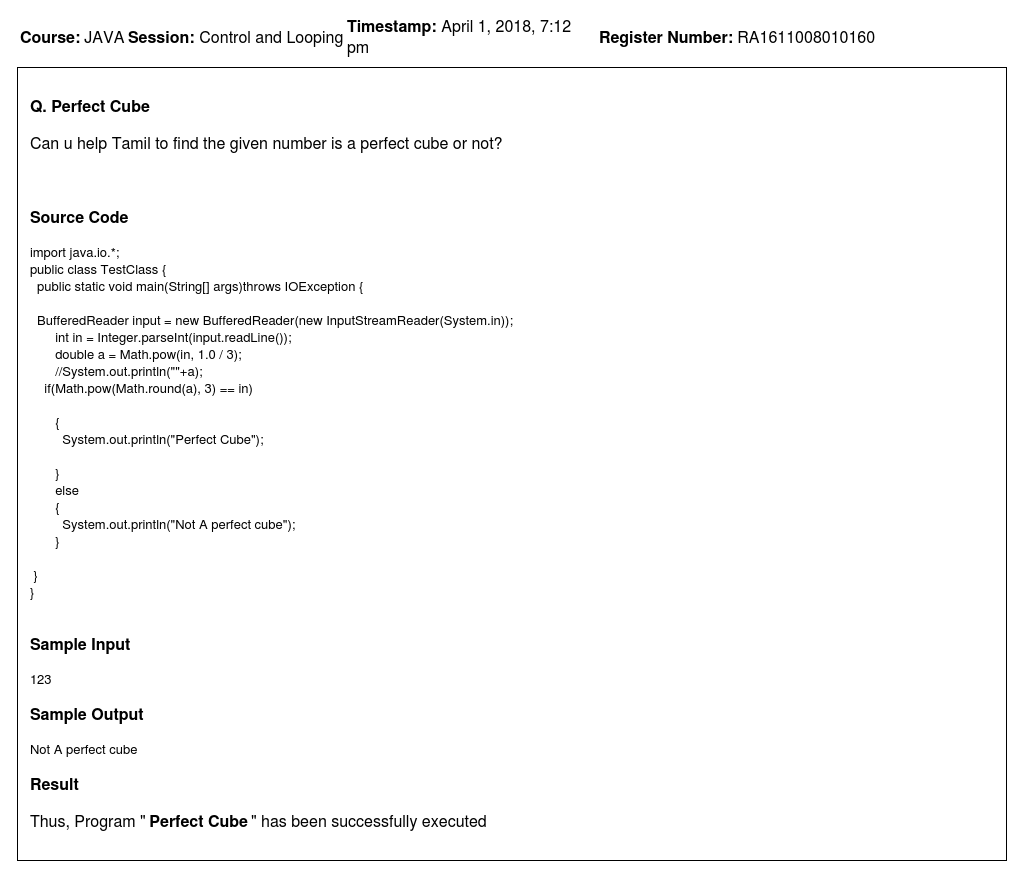 Course: JAVA Session: Control and Looping Timestamp: April 1, 2018, 7:12 pm Register Number: RA1611008010160
Q. Perfect Cube
Can u help Tamil to find the given number is a perfect cube or not?
Source Code
import java.io.*;
public class TestClass {
public static void main(String[] args)throws IOException {
BufferedReader input = new BufferedReader(new InputStreamReader(System.in));
int in = Integer.parseInt(input.readLine());
double a = Math.pow(in, 1.0 / 3);
//System.out.println(""+a);
if(Math.pow(Math.round(a), 3) == in)
{
System.out.println("Perfect Cube");
}
else
{
System.out.println("Not A perfect cube");
}
}
}
Sample Input
123
Sample Output
Not A perfect cube
Result
Thus, Program " Perfect Cube " has been successfully executed